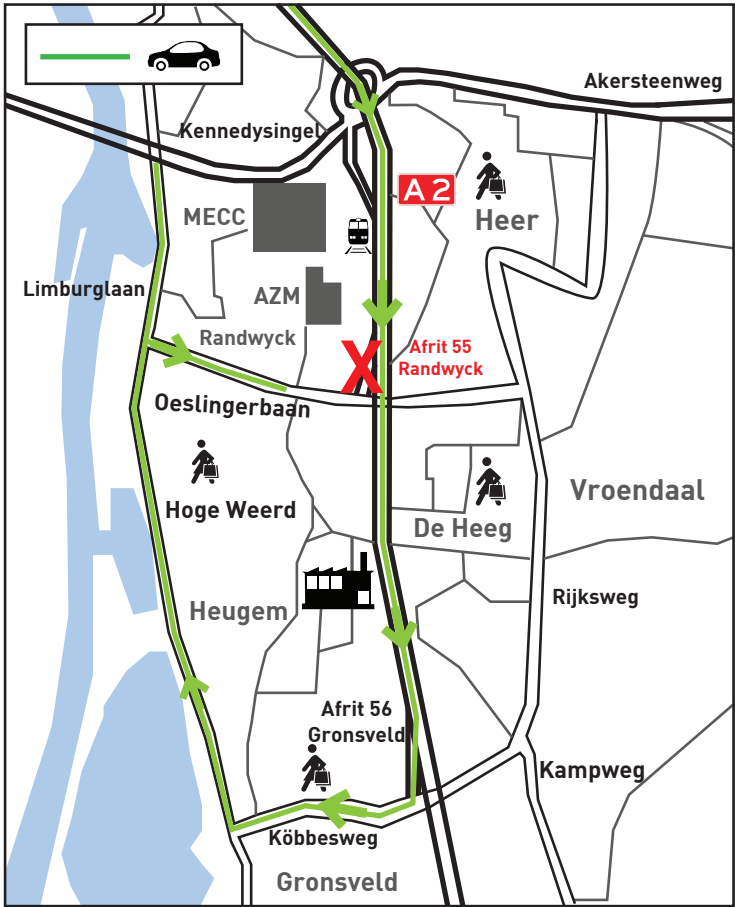 Akersteenweg
Kennedysingel
A2
MECC
Heer
Limburglaan
AZM
Randwyck
Afrit 55
Randwyck
Oeslingerbaan
Hoge Weerd
Vroendaal
De Heeg
Heugem
Rijksweg
Afrit 56
Gronsveld
Kampweg
Köbbesweg
Gronsveld